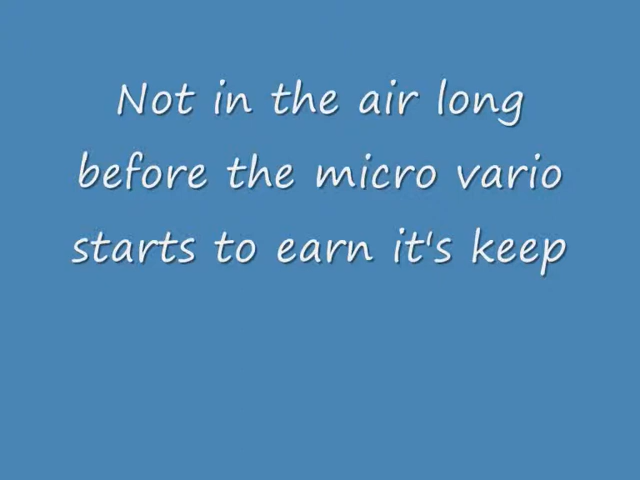 Not in the air long
before the micro vario
starts to earn it's keep